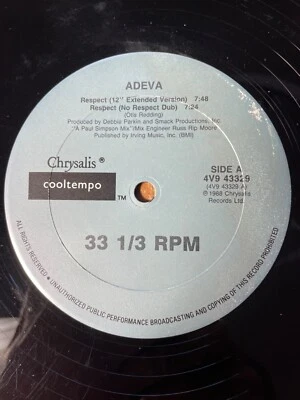 ADEVA
Respect (12" Extended Version) 7:48
Respect (No Respect Dub) 7:24
(Otis Redding)
Produced by Debbie Parkin and Smack Productions, Inc.
"A Paul Simpson Mix"/Mix Engineer Russ Rip Moore
Published by Irving Music, Inc. (BMI)
Chrysalis ®
cooltempo ™
SIDE A
4V9 43329
(4V9 43329 A)
℗ 1988 Chrysalis
Records Ltd.
33 1/3 RPM
ALL RIGHTS RESERVED • UNAUTHORIZED PUBLIC PERFORMANCE BROADCASTING AND COPYING OF THIS RECORD PROHIBITED